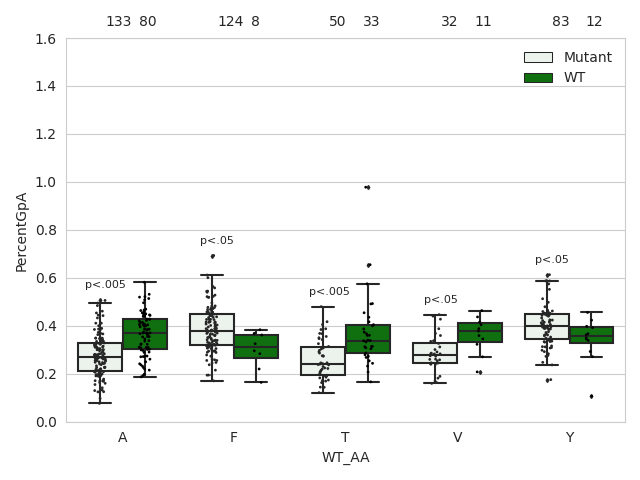 133 80 124 8 50 33 32 11 83 12
1.6
Mutant
WT
1.4
1.2
1.0
0.8
0.6
0.4
0.2
0.0
PercentGpA
p<.005
p<.05
p<.005
p<.05
p<.05
A F T V Y
WT_AA